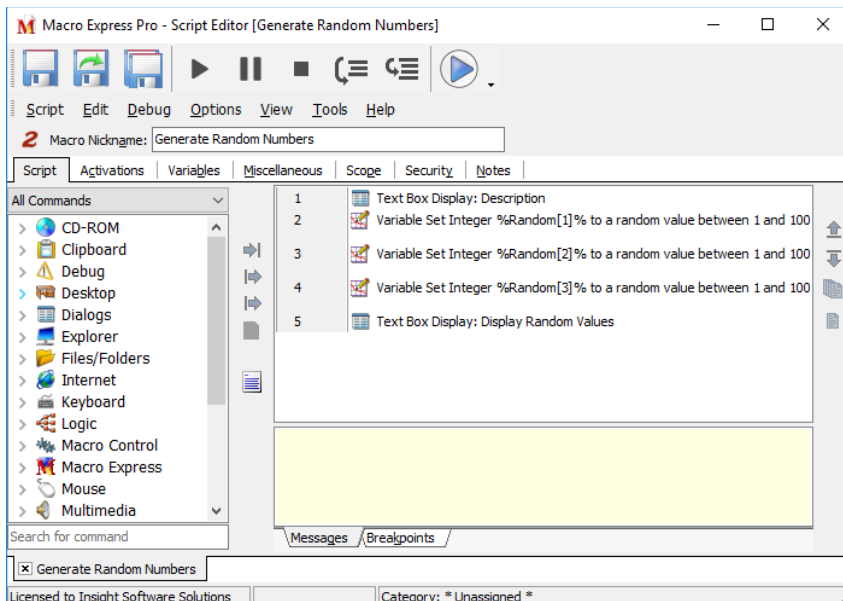 Macro Express Pro - Script Editor [Generate Random Numbers]
Script Edit Debug Options View Tools Help
2 Macro Nickname: Generate Random Numbers
Script Activations Variables Miscellaneous Scope Security Notes
All Commands
CD-ROM
Clipboard
Debug
Desktop
Dialogs
Explorer
Files/Folders
Internet
Keyboard
Logic
Macro Control
Macro Express
Mouse
Multimedia
Search for command
1 Text Box Display: Description
2 Variable Set Integer %Random[1]% to a random value between 1 and 100
3 Variable Set Integer %Random[2]% to a random value between 1 and 100
4 Variable Set Integer %Random[3]% to a random value between 1 and 100
5 Text Box Display: Display Random Values
Messages Breakpoints
Generate Random Numbers
Licensed to Insight Software Solutions Category: * Unassigned *